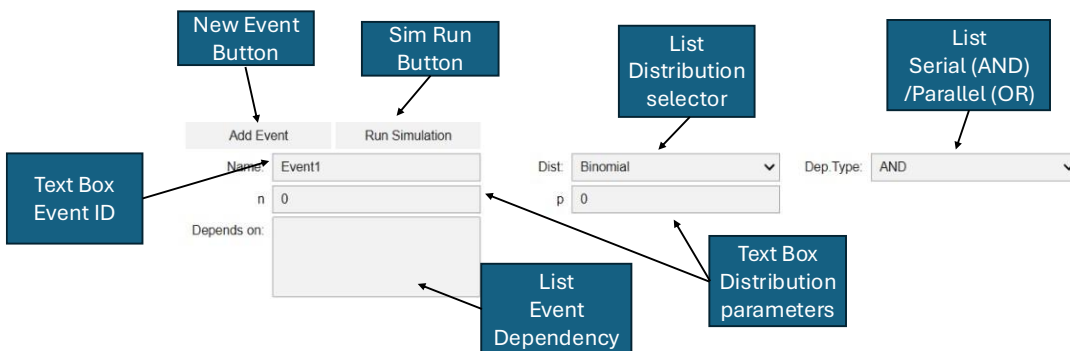 New Event
Button
Sim Run
Button
List
Distribution
selector
List
Serial (AND)
/Parallel (OR)
Add Event
Run Simulation
Text Box
Event ID
Name:
Event1
Dist:
Binomial
Dep.Type:
AND
n
0
p
0
Depends on:
List
Event
Dependency
Text Box
Distribution
parameters